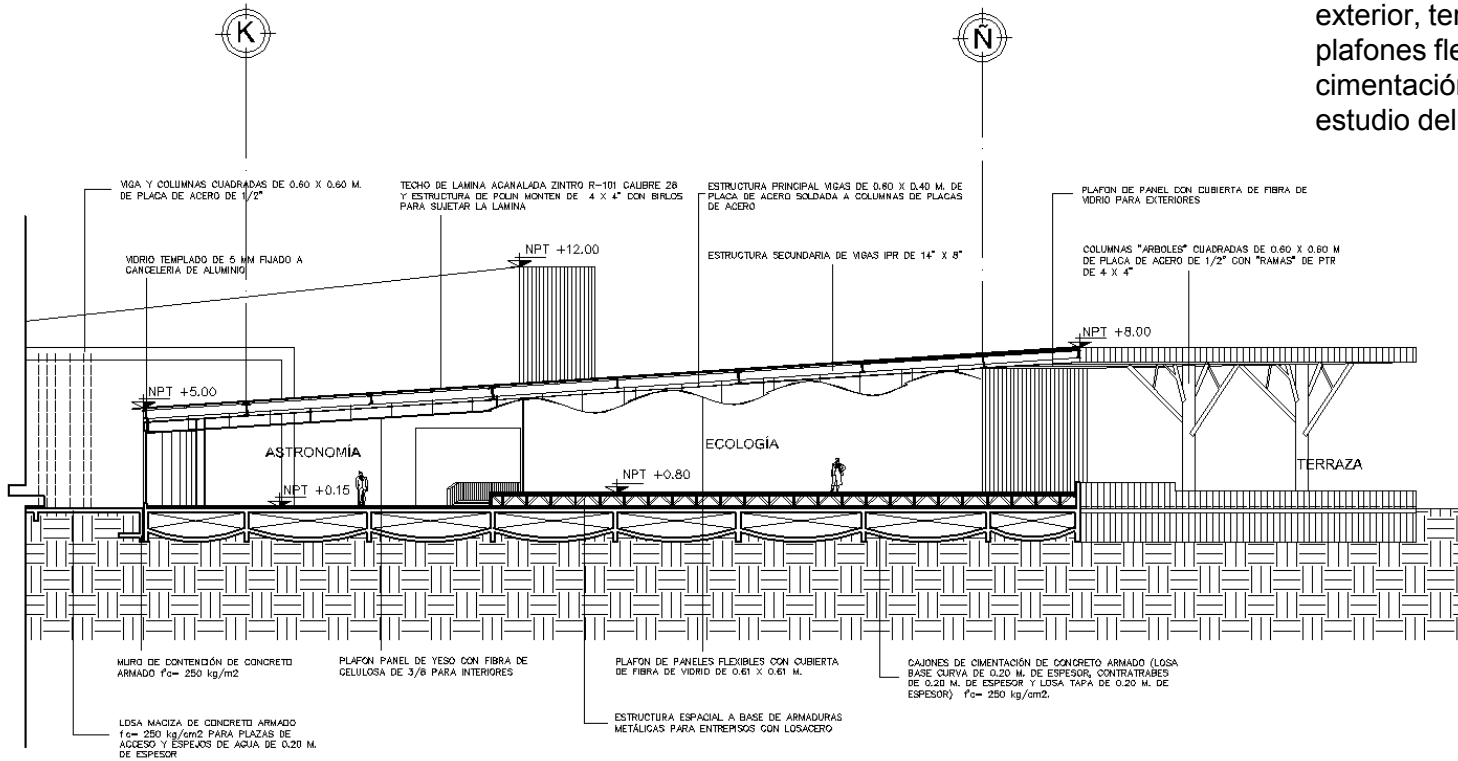 K
Ñ
exterior, ter
plafones fle
cimentación
estudio del
VIGA Y COLUMNAS CUADRADAS DE 0.60 X 0.60 M.
DE PLACA DE ACERO DE 1/2"
TECHO DE LAMINA ACANALADA ZINTRO R-101 CALIBRE 28
Y ESTRUCTURA DE POLIN MONTEN DE 4 X 4" CON BIRLOS
PARA SUJETAR LA LAMINA
ESTRUCTURA PRINCIPAL VIGAS DE 0.60 X 0.40 M. DE
PLACA DE ACERO SOLDADA A COLUMNAS DE PLACAS
DE ACERO
PLAFON DE PANEL CON CUBIERTA DE FIBRA DE
VIDRIO PARA EXTERIORES
VIDRIO TEMPLADO DE 5 MM FIJADO A
CANCELERIA DE ALUMINIO
NPT +12.00
ESTRUCTURA SECUNDARIA DE VIGAS IPR DE 14" X 8"
COLUMNAS "ARBOLES" CUADRADAS DE 0.60 X 0.60 M
DE PLACA DE ACERO DE 1/2" CON "RAMAS" DE PTR
DE 4 X 4"
NPT +8.00
NPT +5.00
ASTRONOMÍA
ECOLOGÍA
TERRAZA
NPT +0.15
NPT +0.80
MURO DE CONTENCIÓN DE CONCRETO
ARMADO f'c= 250 kg/m2
PLAFON PANEL DE YESO CON FIBRA DE
CELULOSA DE 3/8 PARA INTERIORES
PLAFON DE PANELES FLEXIBLES CON CUBIERTA
DE FIBRA DE VIDRIO DE 0.61 X 0.61 M.
CAJONES DE CIMENTACIÓN DE CONCRETO ARMADO (LOSA
BASE CURVA DE 0.20 M. DE ESPESOR, CONTRATRABES
DE 0.20 M. DE ESPESOR Y LOSA TAPA DE 0.20 M. DE
ESPESOR) f'c= 250 kg/cm2.
LOSA MACIZA DE CONCRETO ARMADO
f'c= 250 kg/cm2 PARA PLAZAS DE
ACCESO Y ESPEJOS DE AGUA DE 0.20 M.
DE ESPESOR
ESTRUCTURA ESPACIAL A BASE DE ARMADURAS
METÁLICAS PARA ENTREPISOS CON LOSACERO